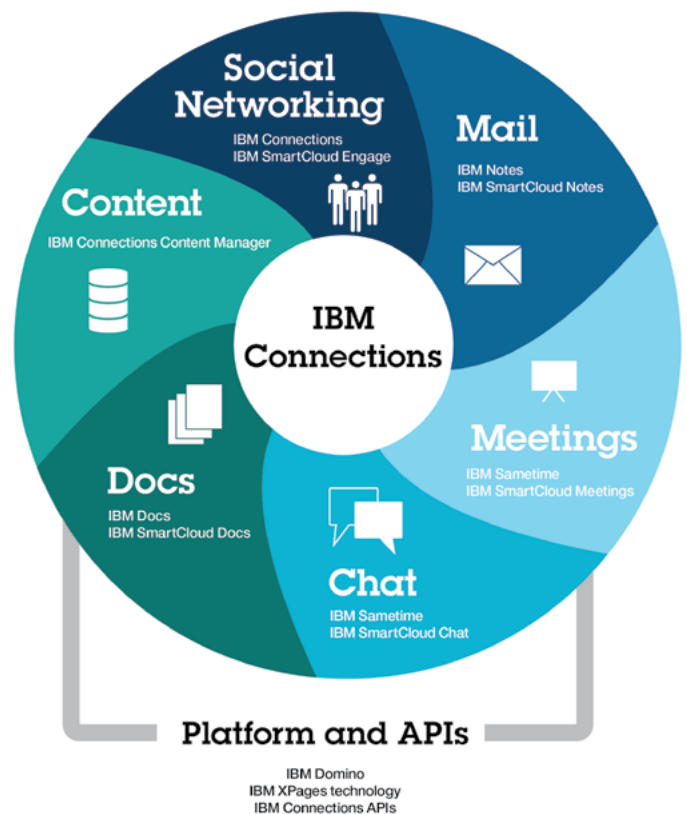 Social
Networking
IBM Connections
IBM SmartCloud Engage
Mail
IBM Notes
IBM SmartCloud Notes
Content
IBM Connections Content Manager
IBM
Connections
Meetings
IBM Sametime
IBM SmartCloud Meetings
Docs
IBM Docs
IBM SmartCloud Docs
Chat
IBM Sametime
IBM SmartCloud Chat
Platform and APIs
IBM Domino
IBM XPages technology
IBM Connections APIs